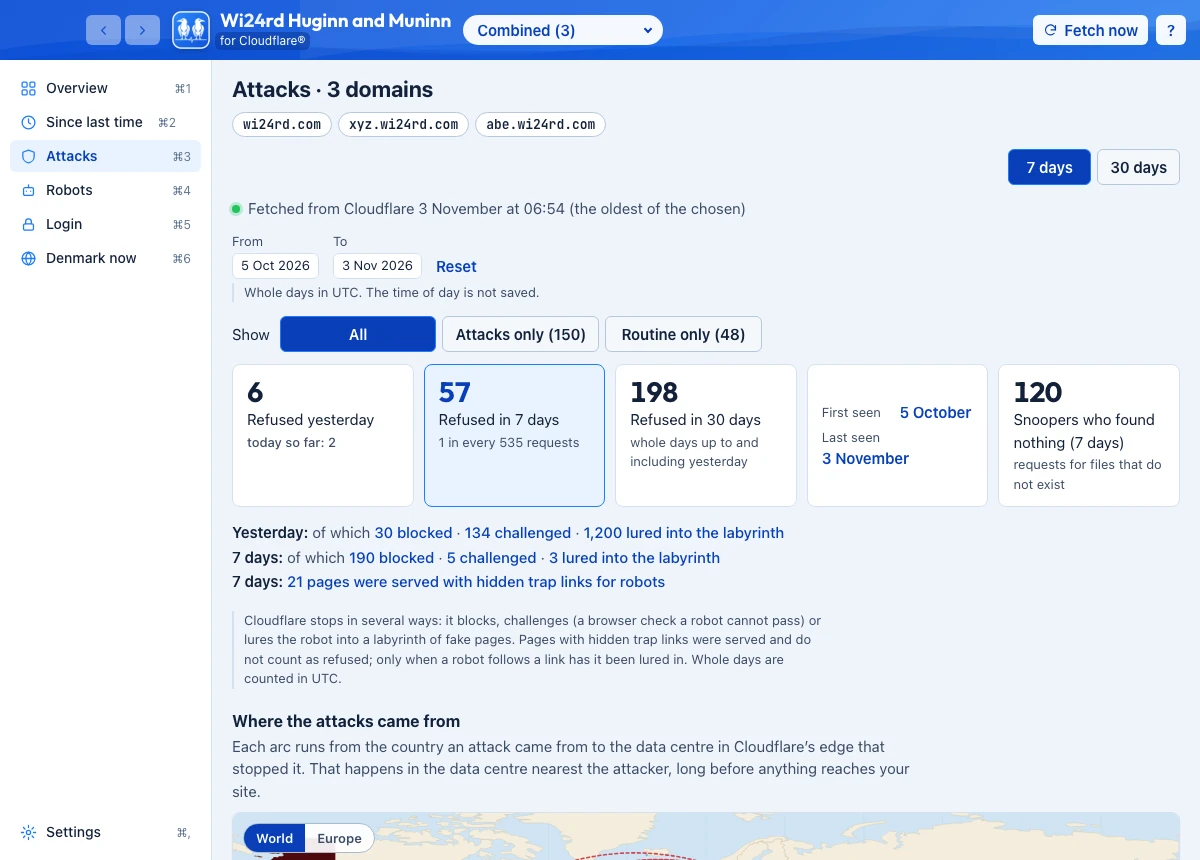 Wi24rd Huginn and Muninn
for Cloudflare®
Combined (3)
Fetch now
?
Overview ⌘1
Since last time ⌘2
Attacks ⌘3
Robots ⌘4
Login ⌘5
Denmark now ⌘6
Settings ⌘,
Attacks · 3 domains
wi24rd.com xyz.wi24rd.com abe.wi24rd.com
7 days 30 days
Fetched from Cloudflare 3 November at 06:54 (the oldest of the chosen)
From To
5 Oct 2026 3 Nov 2026 Reset
Whole days in UTC. The time of day is not saved.
Show All Attacks only (150) Routine only (48)
6
Refused yesterday
today so far: 2
57
Refused in 7 days
1 in every 535 requests
198
Refused in 30 days
whole days up to and
including yesterday
First seen 5 October
Last seen
3 November
120
Snoopers who found
nothing (7 days)
requests for files that do
not exist
Yesterday: of which 30 blocked · 134 challenged · 1,200 lured into the labyrinth
7 days: of which 190 blocked · 5 challenged · 3 lured into the labyrinth
7 days: 21 pages were served with hidden trap links for robots
Cloudflare stops in several ways: it blocks, challenges (a browser check a robot cannot pass) or
lures the robot into a labyrinth of fake pages. Pages with hidden trap links were served and do
not count as refused; only when a robot follows a link has it been lured in. Whole days are
counted in UTC.
Where the attacks came from
Each arc runs from the country an attack came from to the data centre in Cloudflare’s edge that
stopped it. That happens in the data centre nearest the attacker, long before anything reaches your
site.
World Europe